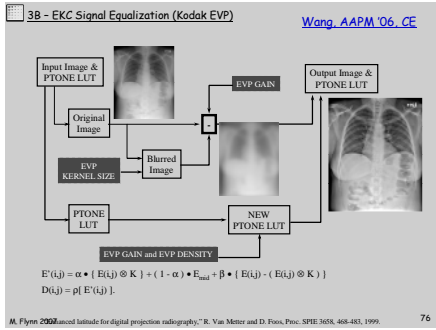 3B – EKC Signal Equalization (Kodak EVP)
Wang, AAPM '06, CE
Input Image &
PTONE LUT
Output Image &
PTONE LUT
EVP GAIN
Original
Image
-
EVP
KERNEL SIZE
Blurred
Image
PTONE
LUT
NEW
PTONE LUT
EVP GAIN and EVP DENSITY
E'(i,j) = α • { E(i,j) ⊗ K } + ( 1 - α ) • Emid + β • { E(i,j) - ( E(i,j) ⊗ K ) }
D(i,j) = ρ[ E'(i,j) ].
M. Flynn 2007
latitude for digital projection radiography," R. Van Metter and D. Foos, Proc. SPIE 3658, 468-483, 1999.
76